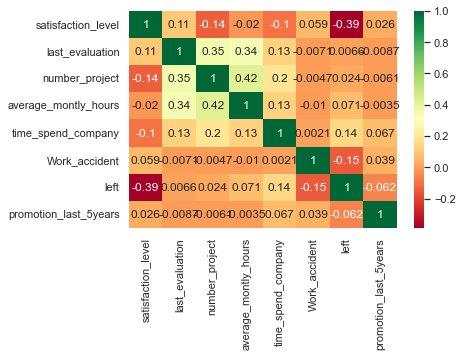 satisfaction_level 1 0.11 -0.14 -0.02 -0.1 0.059 -0.39 0.026
last_evaluation 0.11 1 0.35 0.34 0.13 -0.0071 0.0066 -0.0087
number_project -0.14 0.35 1 0.42 0.2 -0.0047 0.024 -0.0061
average_montly_hours -0.02 0.34 0.42 1 0.13 -0.01 0.071 -0.0035
time_spend_company -0.1 0.13 0.2 0.13 1 0.0021 0.14 0.067
Work_accident 0.059 -0.0071 -0.0047 -0.01 0.0021 1 -0.15 0.039
left -0.39 0.0066 0.024 0.071 0.14 -0.15 1 -0.062
promotion_last_5years 0.026 -0.0087 -0.0061 -0.0035 0.067 0.039 -0.062 1
satisfaction_level
last_evaluation
number_project
average_montly_hours
time_spend_company
Work_accident
left
promotion_last_5years
1.0
0.8
0.6
0.4
0.2
0.0
−0.2